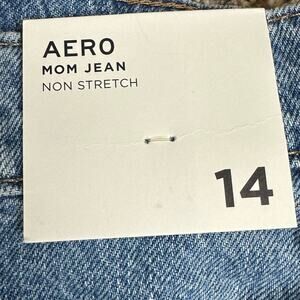 AERO
MOM JEAN
NON STRETCH
14